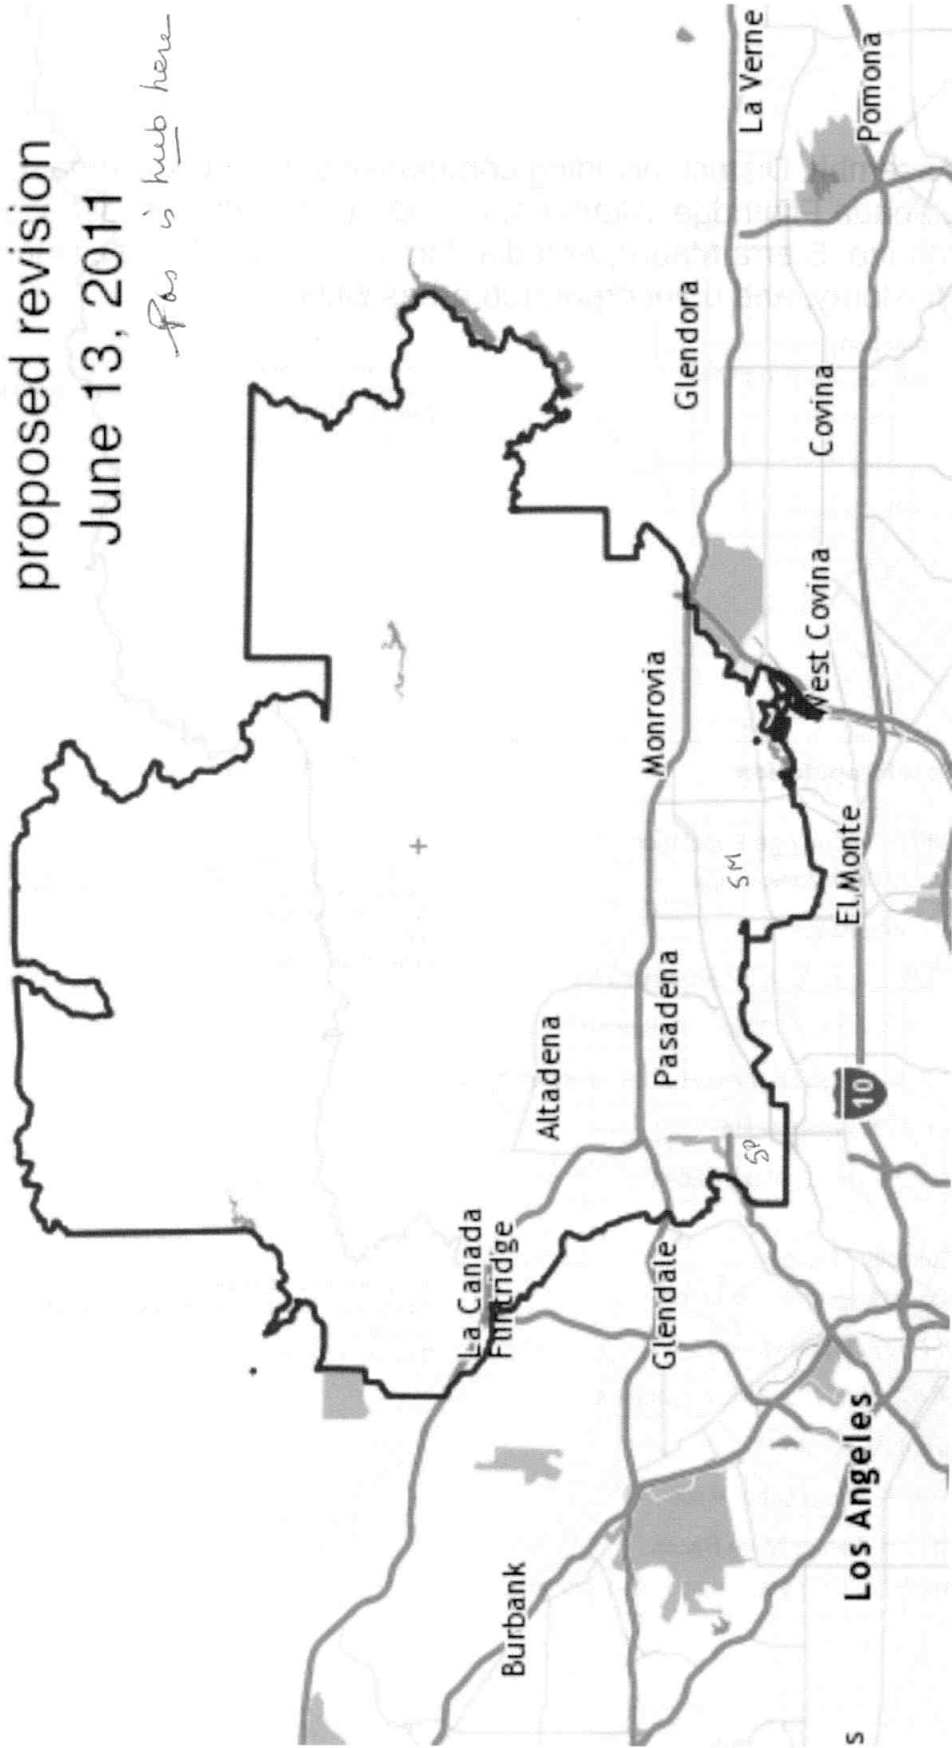 proposed revision
June 13, 2011
Pas is hub here
La Canada
Flintridge
Altadena
Pasadena
Monrovia
Glendora
La Verne
Burbank
Glendale
SP
SM
El Monte
West Covina
Covina
Pomona
10
Los Angeles
s